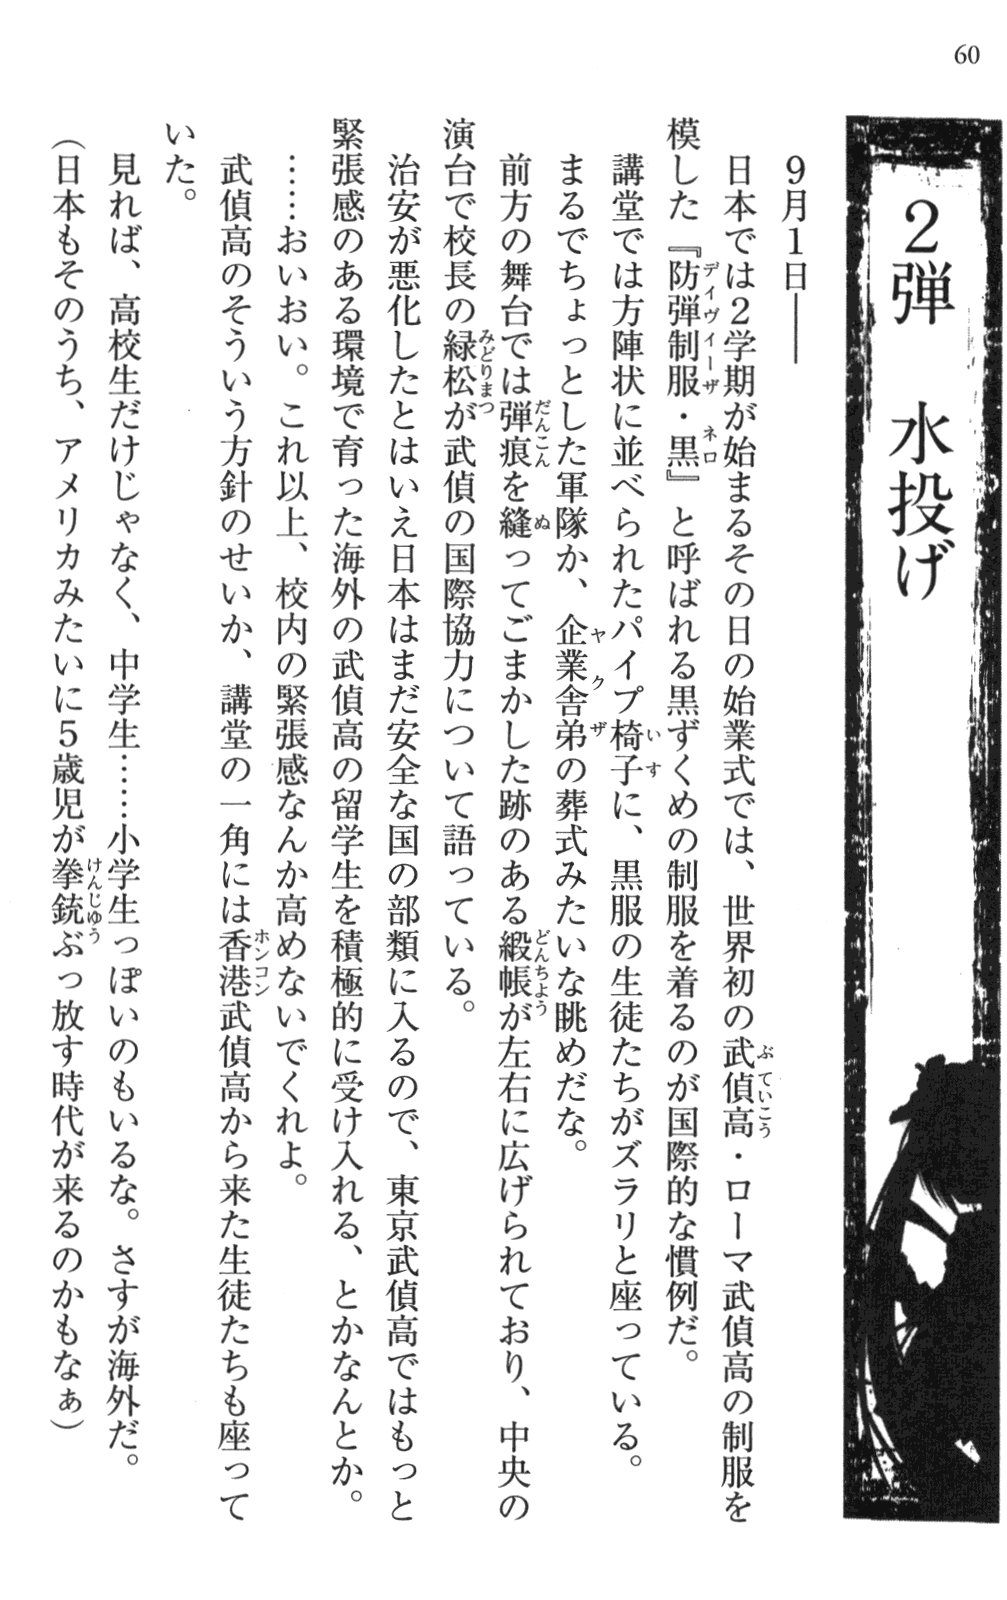 60
2弾　水投げ
9月1日――
日本では2学期が始まるその日の始業式では、世界初の武偵高・ローマ武偵高の制服を
模した『防弾制服・黒』と呼ばれる黒ずくめの制服を着るのが国際的な慣例だ。
講堂では方陣状に並べられたパイプ椅子に、黒服の生徒たちがズラリと座っている。
まるでちょっとした軍隊か、企業舎弟の葬式みたいな眺めだな。
前方の舞台では弾痕を縫ってごまかした跡のある緞帳が左右に広げられており、中央の
演台で校長の緑松が武偵の国際協力について語っている。
治安が悪化したとはいえ日本はまだ安全な国の部類に入るので、東京武偵高ではもっと
緊張感のある環境で育った海外の武偵高の留学生を積極的に受け入れる、とかなんとか。
……おいおい。これ以上、校内の緊張感なんか高めないでくれよ。
武偵高のそういう方針のせいか、講堂の一角には香港武偵高から来た生徒たちも座って
いた。
見れば、高校生だけじゃなく、中学生……小学生っぽいのもいるな。さすが海外だ。
（日本もそのうち、アメリカみたいに5歳児が拳銃ぶっ放す時代が来るのかもなぁ）